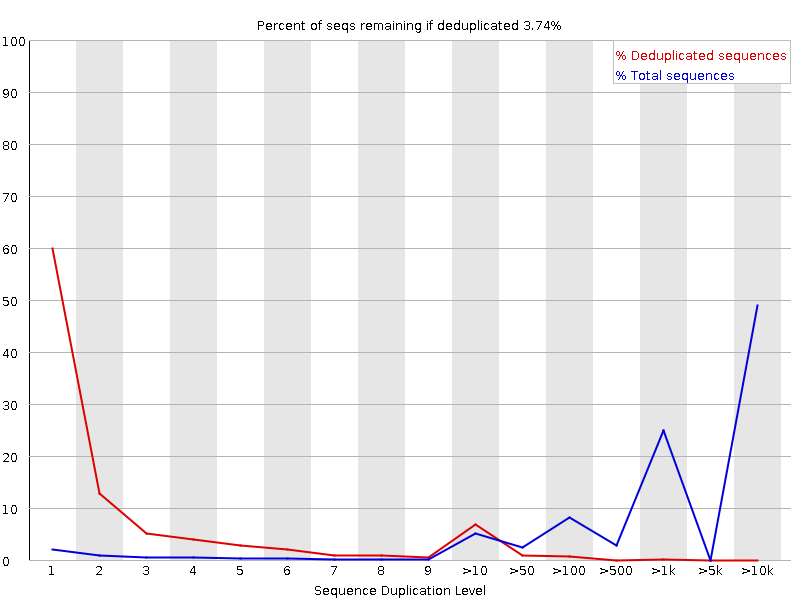 Percent of seqs remaining if deduplicated 3.74%
% Deduplicated sequences
% Total sequences
100
90
80
70
60
50
40
30
20
10
0
1 2 3 4 5 6 7 8 9 >10 >50 >100 >500 >1k >5k >10k
Sequence Duplication Level